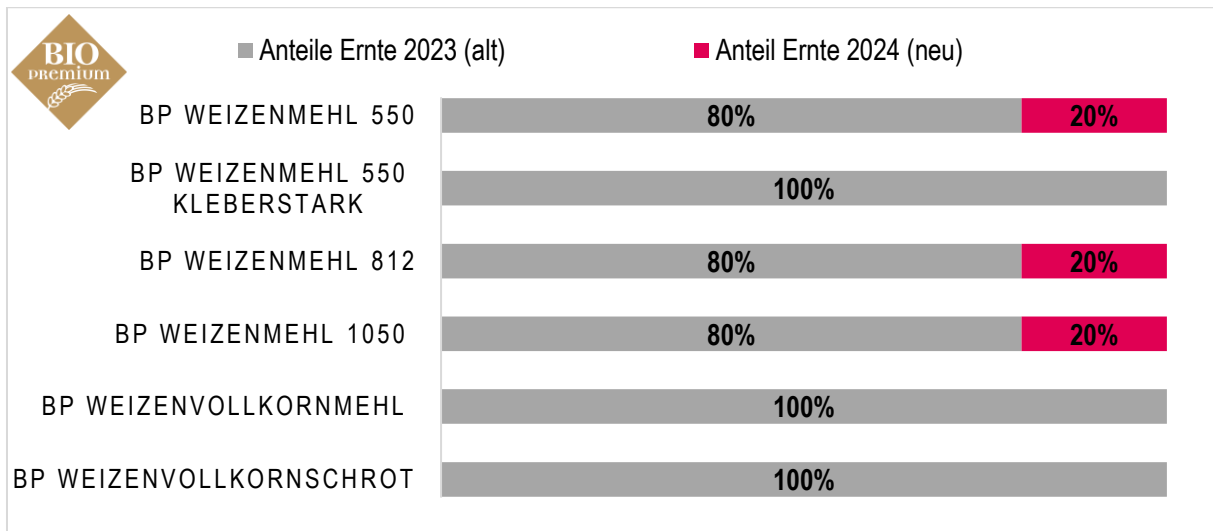 BIO
PREMIUM
Anteile Ernte 2023 (alt) Anteil Ernte 2024 (neu)
BP WEIZENMEHL 550 80% 20%
BP WEIZENMEHL 550
KLEBERSTARK 100%
BP WEIZENMEHL 812 80% 20%
BP WEIZENMEHL 1050 80% 20%
BP WEIZENVOLLKORNMEHL 100%
BP WEIZENVOLLKORNSCHROT 100%